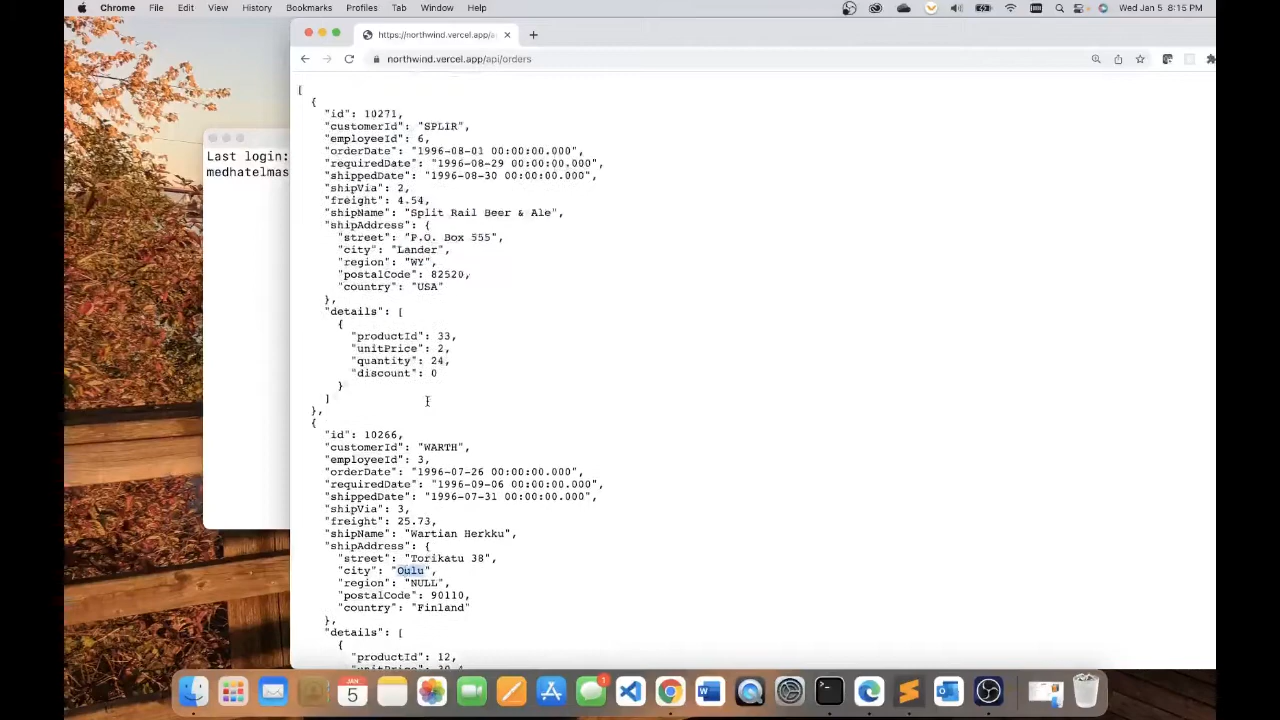 Chrome File Edit View History Bookmarks Profiles Tab Window Help Wed Jan 5 8:15 PM
https://northwind.vercel.app/a
northwind.vercel.app/api/orders
Last login:
medhatelmas
[
{
"id": 10271,
"customerId": "SPLIR",
"employeeId": 6,
"orderDate": "1996-08-01 00:00:00.000",
"requiredDate": "1996-08-29 00:00:00.000",
"shippedDate": "1996-08-30 00:00:00.000",
"shipVia": 2,
"freight": 4.54,
"shipName": "Split Rail Beer & Ale",
"shipAddress": {
"street": "P.O. Box 555",
"city": "Lander",
"region": "WY",
"postalCode": 82520,
"country": "USA"
},
"details": [
{
"productId": 33,
"unitPrice": 2,
"quantity": 24,
"discount": 0
}
]
},
{
"id": 10266,
"customerId": "WARTH",
"employeeId": 3,
"orderDate": "1996-07-26 00:00:00.000",
"requiredDate": "1996-09-06 00:00:00.000",
"shippedDate": "1996-07-31 00:00:00.000",
"shipVia": 3,
"freight": 25.73,
"shipName": "Wartian Herkku",
"shipAddress": {
"street": "Torikatu 38",
"city": "Oulu",
"region": "NULL",
"postalCode": 90110,
"country": "Finland"
},
"details": [
{
"productId": 12,
JAN
5
1